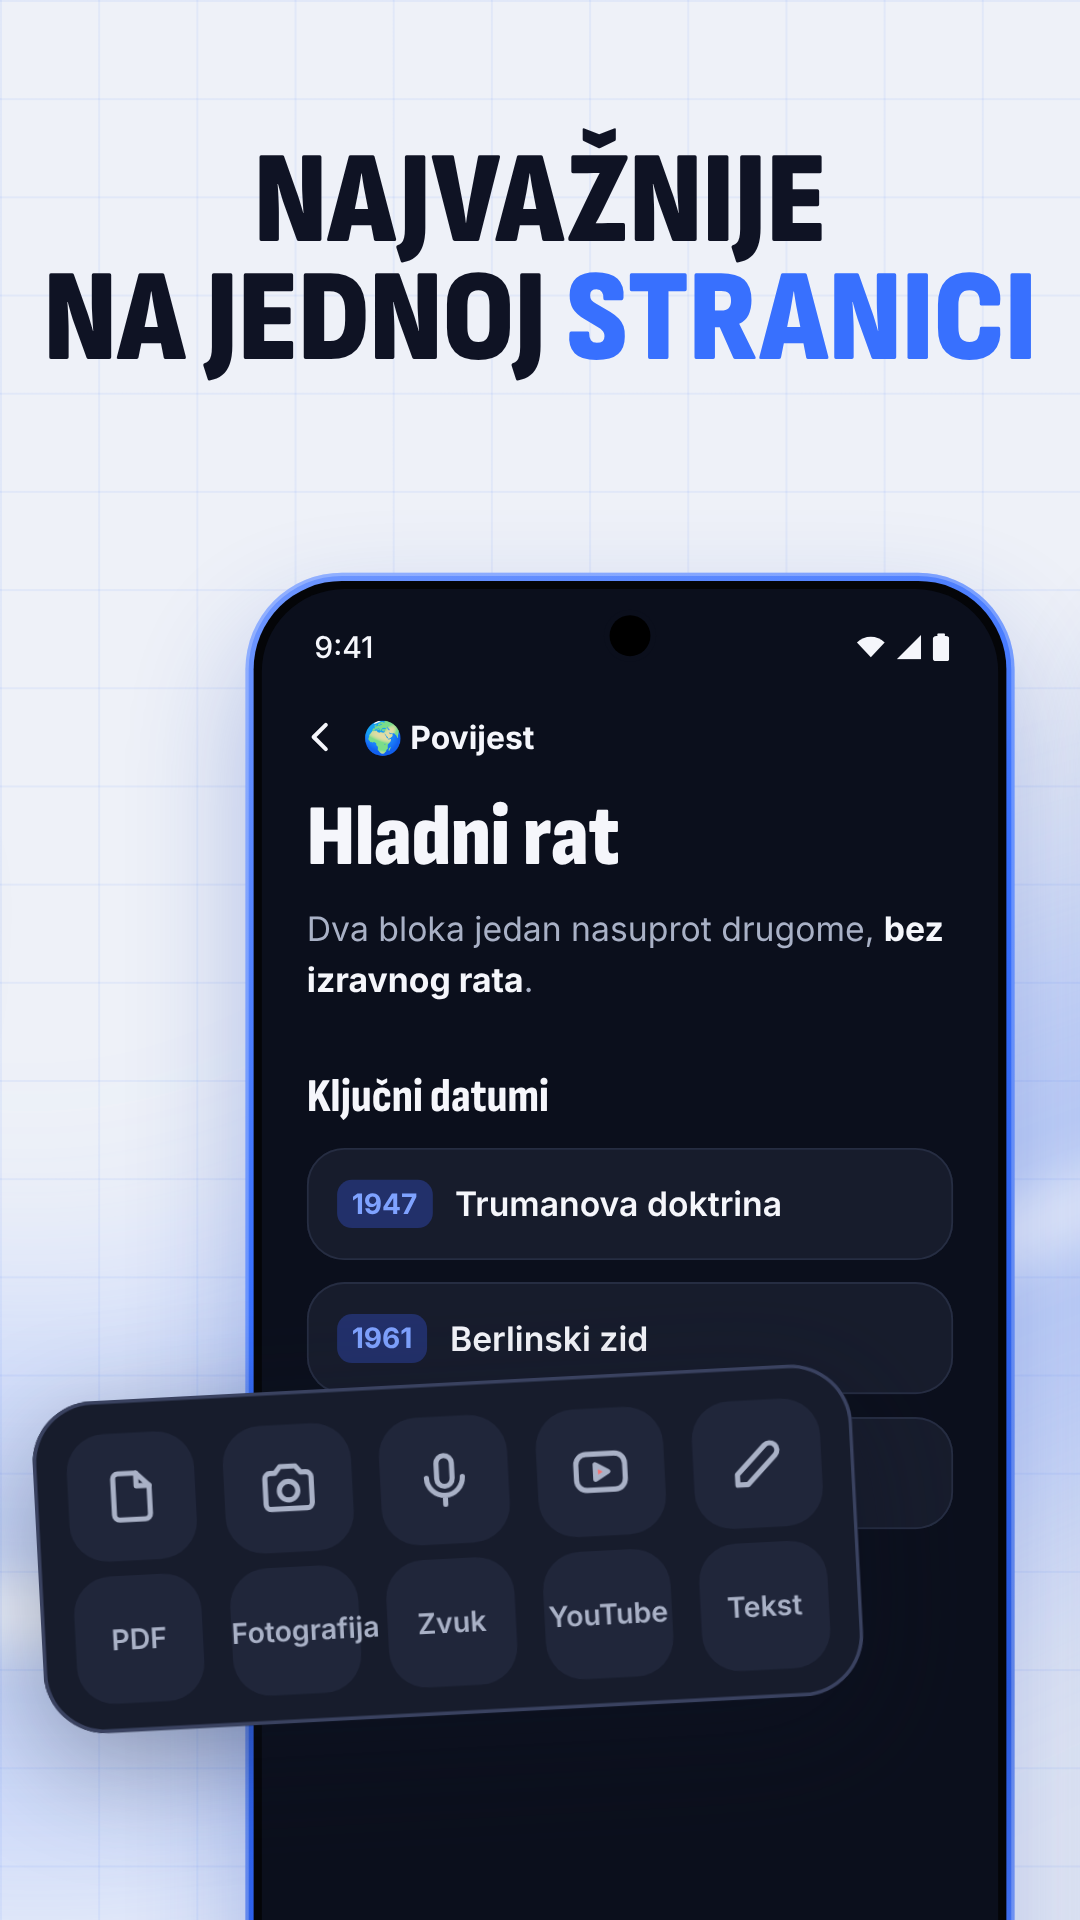 NAJVAŽNIJE
NA JEDNOJ STRANICI
9:41
Povijest
Hladni rat
Dva bloka jedan nasuprot drugome, bez
izravnog rata.
Ključni datumi
1947 Trumanova doktrina
1961 Berlinski zid
PDF Fotografija Zvuk YouTube Tekst